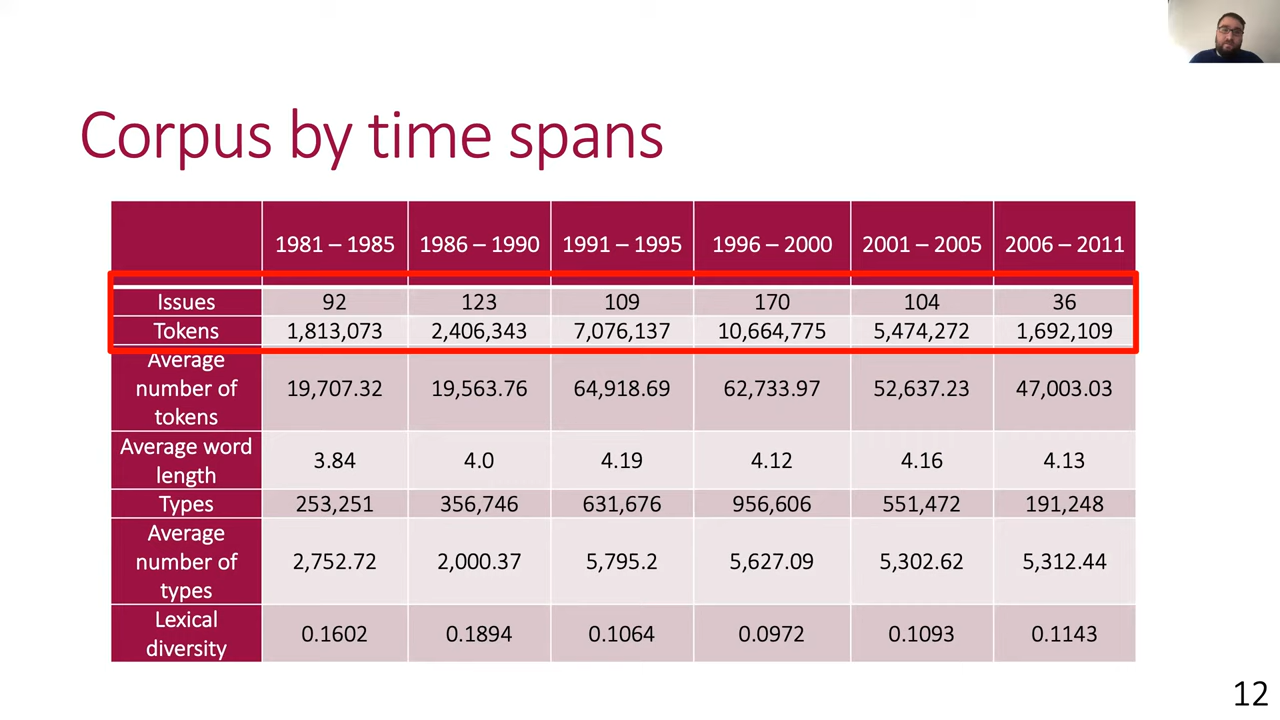 Corpus by time spans
1981 – 1985 1986 – 1990 1991 – 1995 1996 – 2000 2001 – 2005 2006 – 2011
Issues 92 123 109 170 104 36
Tokens 1,813,073 2,406,343 7,076,137 10,664,775 5,474,272 1,692,109
Average
number of 19,707.32 19,563.76 64,918.69 62,733.97 52,637.23 47,003.03
tokens
Average word
length 3.84 4.0 4.19 4.12 4.16 4.13
Types 253,251 356,746 631,676 956,606 551,472 191,248
Average
number of 2,752.72 2,000.37 5,795.2 5,627.09 5,302.62 5,312.44
types
Lexical
diversity 0.1602 0.1894 0.1064 0.0972 0.1093 0.1143
12